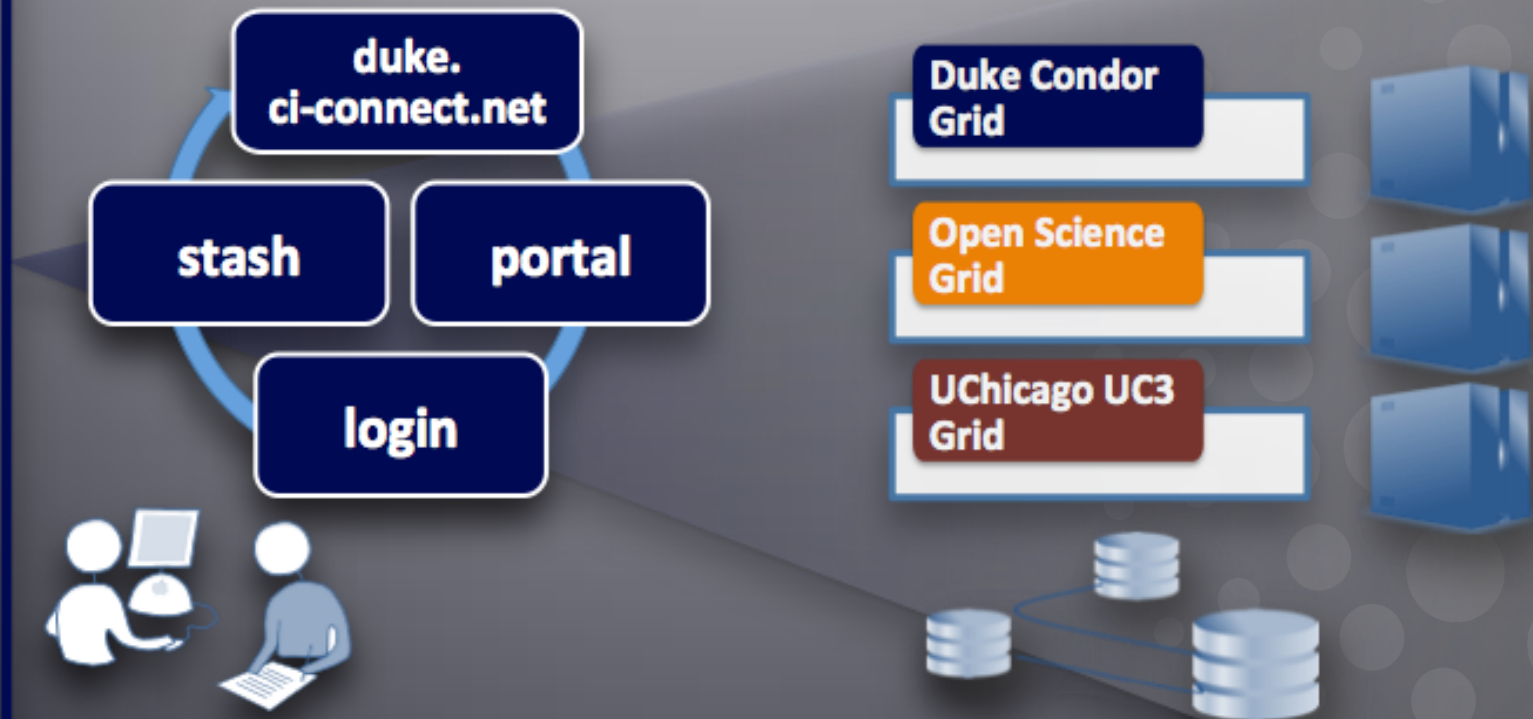 duke.
ci-connect.net
stash
portal
login
Duke Condor
Grid
Open Science
Grid
UChicago UC3
Grid